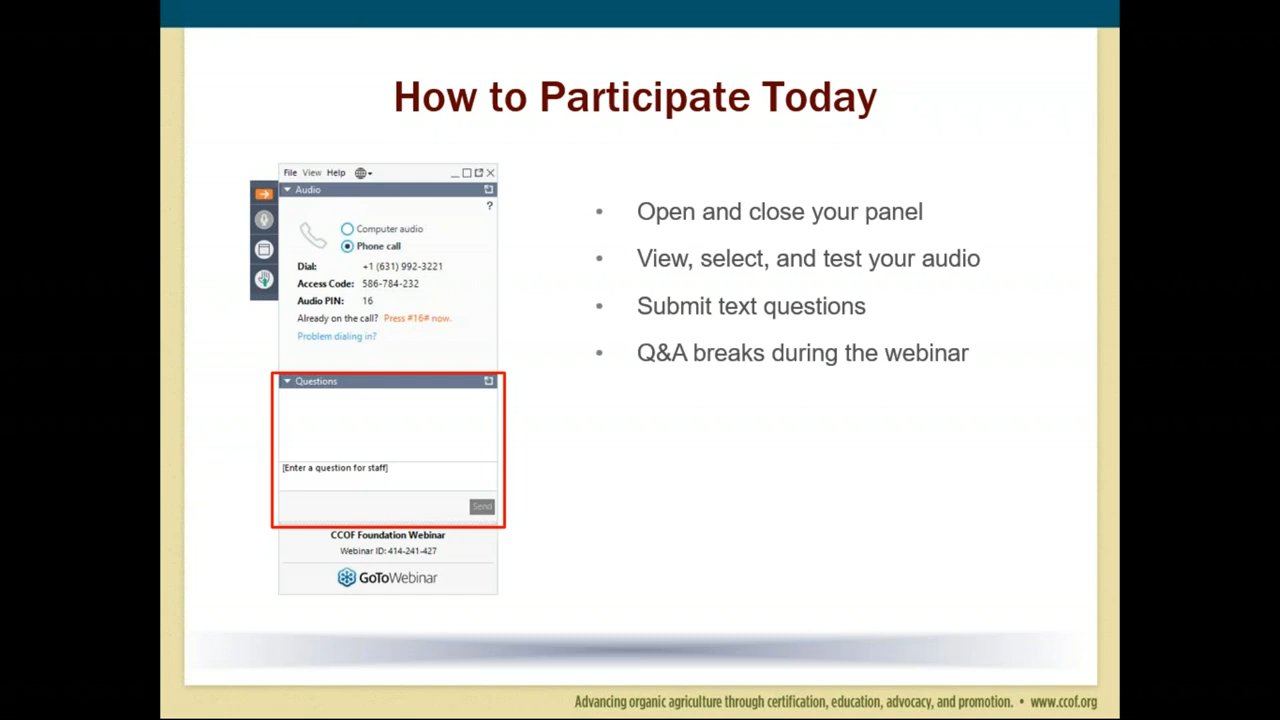 How to Participate Today
File View Help
Audio
?
Computer audio
Phone call
Dial: +1 (631) 992-3221
Access Code: 586-784-232
Audio PIN: 16
Already on the call? Press #16# now.
Problem dialing in?
Questions
[Enter a question for staff]
Send
CCOF Foundation Webinar
Webinar ID: 414-241-427
GoToWebinar
• Open and close your panel
• View, select, and test your audio
• Submit text questions
• Q&A breaks during the webinar
Advancing organic agriculture through certification, education, advocacy, and promotion. • www.ccof.org